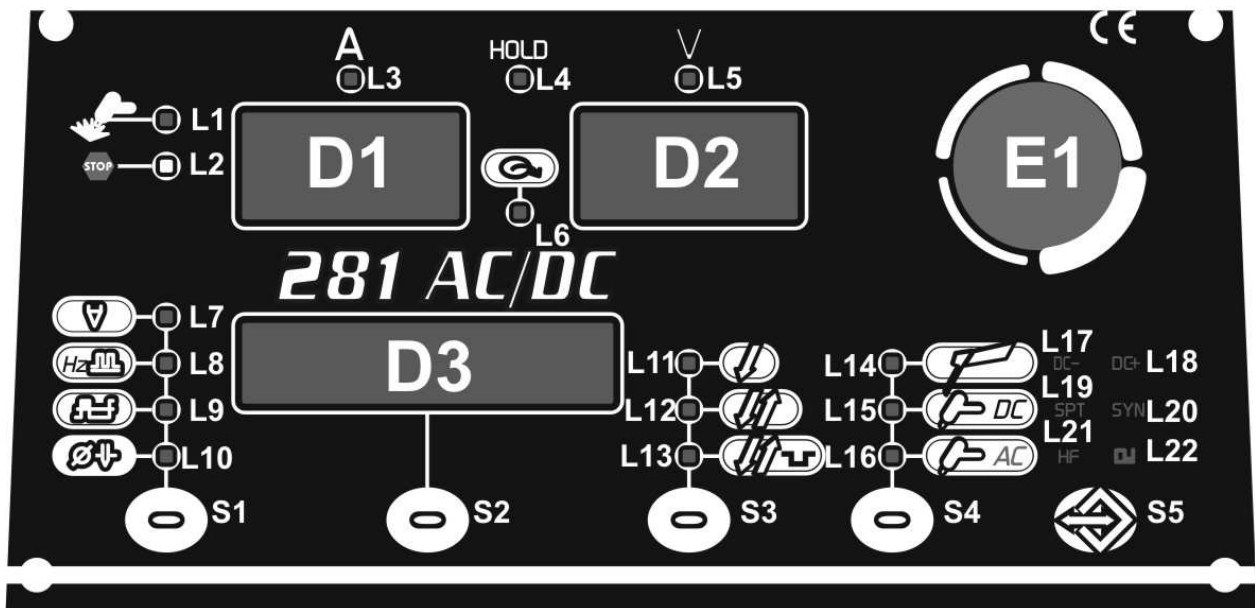 CE
A HOLD V
L3 L4 L5
L1
STOP L2
D1 D2 E1
L6
281 AC/DC
L7
Hz L8
L9
L10
D3
L11 L14 L17 DC- DC+ L18
L12 L15 DC L19 SPT SYN L20
L13 L16 AC L21 HF L22
S1 S2 S3 S4 S5